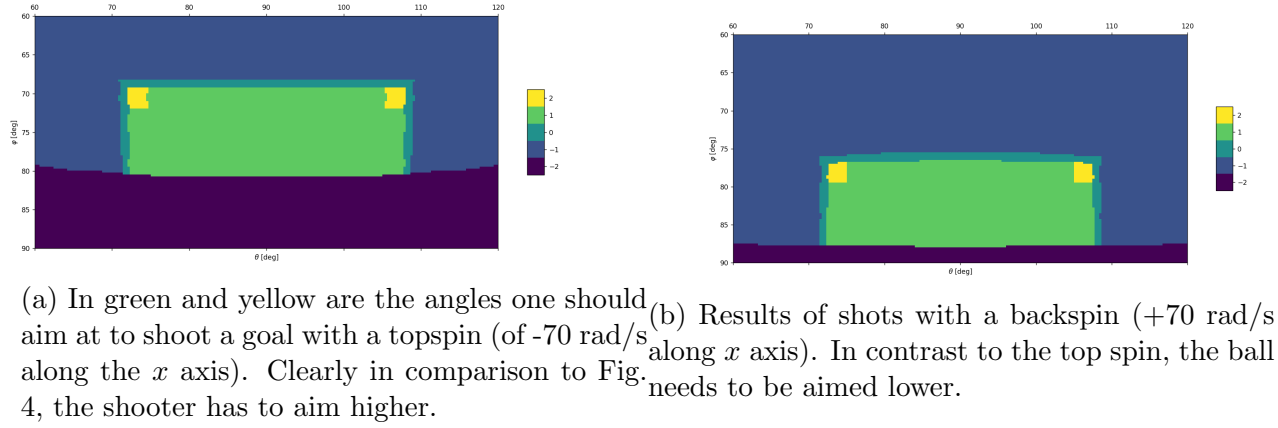 60 70 80 90 100 110 120
60
65
70
75
80
85
90
φ [deg]
θ [deg]
2
1
0
−1
−2
60 70 80 90 100 110 120
60
65
70
75
80
85
90
φ [deg]
θ [deg]
2
1
0
−1
−2
(a) In green and yellow are the angles one should
aim at to shoot a goal with a topspin (of -70 rad/s
along the x axis). Clearly in comparison to Fig.
4, the shooter has to aim higher.
(b) Results of shots with a backspin (+70 rad/s
along x axis). In contrast to the top spin, the ball
needs to be aimed lower.